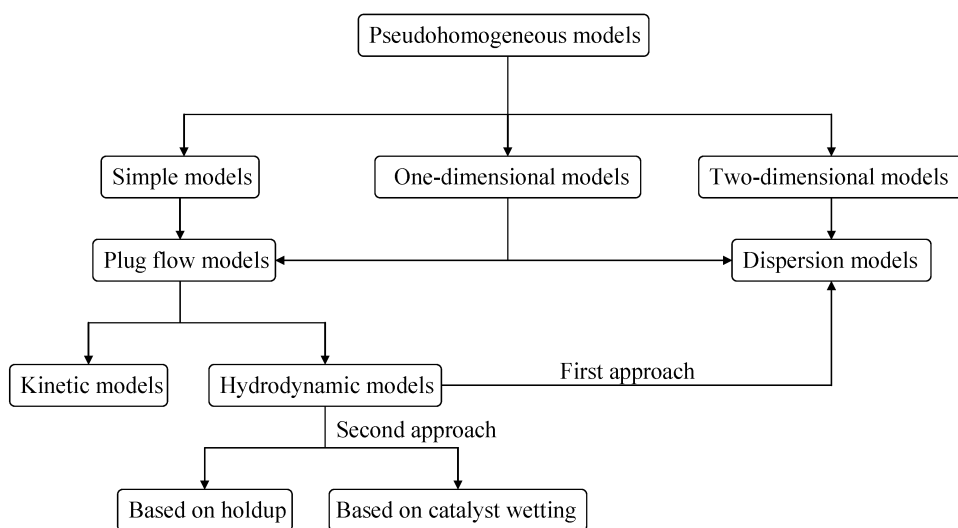 Pseudohomogeneous models
Simple models
One-dimensional models
Two-dimensional models
Plug flow models
Dispersion models
Kinetic models
Hydrodynamic models
First approach
Second approach
Based on holdup
Based on catalyst wetting